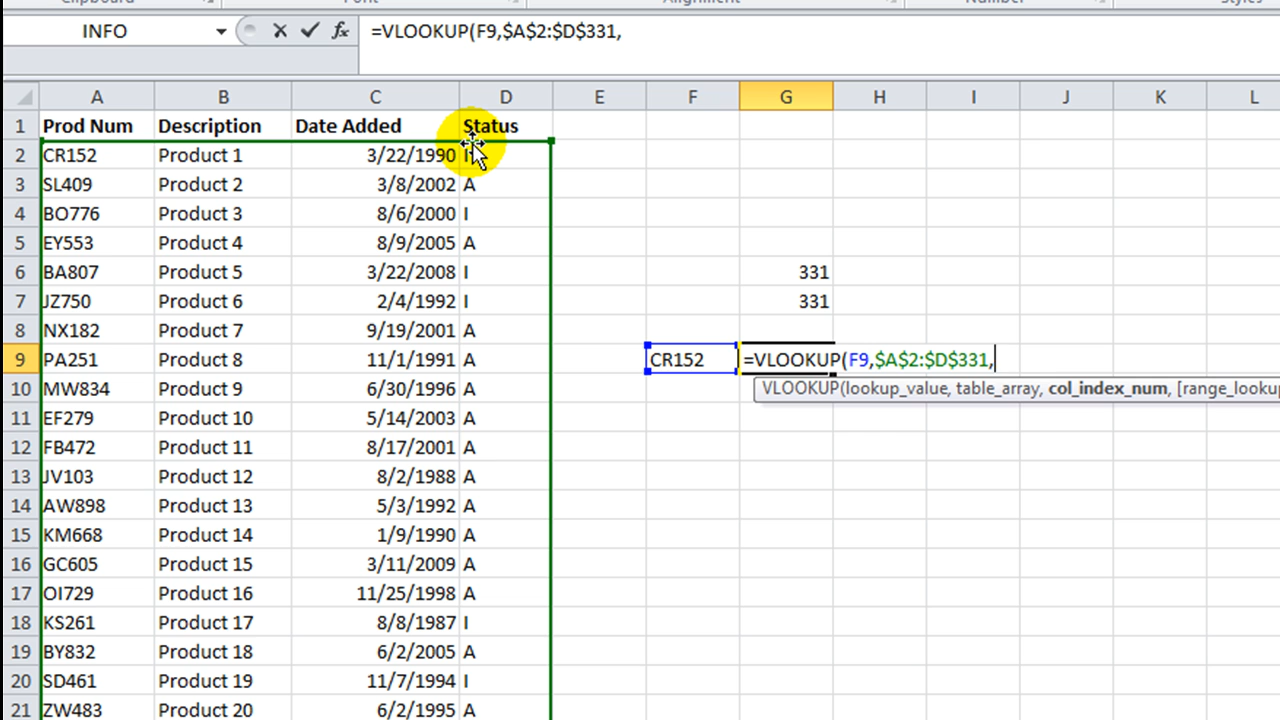 Clipboard Font Alignment Number Styles
INFO fx =VLOOKUP(F9,$A$2:$D$331,
A B C D E F G H I J K L
1 Prod Num Description Date Added Status
2 CR152 Product 1 3/22/1990 I
3 SL409 Product 2 3/8/2002 A
4 BO776 Product 3 8/6/2000 I
5 EY553 Product 4 8/9/2005 A
6 BA807 Product 5 3/22/2008 I 331
7 JZ750 Product 6 2/4/1992 I 331
8 NX182 Product 7 9/19/2001 A
9 PA251 Product 8 11/1/1991 A CR152 =VLOOKUP(F9,$A$2:$D$331,
10 MW834 Product 9 6/30/1996 A VLOOKUP(lookup_value, table_array, col_index_num, [range_lookup
11 EF279 Product 10 5/14/2003 A
12 FB472 Product 11 8/17/2001 A
13 JV103 Product 12 8/2/1988 A
14 AW898 Product 13 5/3/1992 A
15 KM668 Product 14 1/9/1990 A
16 GC605 Product 15 3/11/2009 A
17 OI729 Product 16 11/25/1998 A
18 KS261 Product 17 8/8/1987 I
19 BY832 Product 18 6/2/2005 A
20 SD461 Product 19 11/7/1994 I
21 ZW483 Product 20 6/2/1995 A